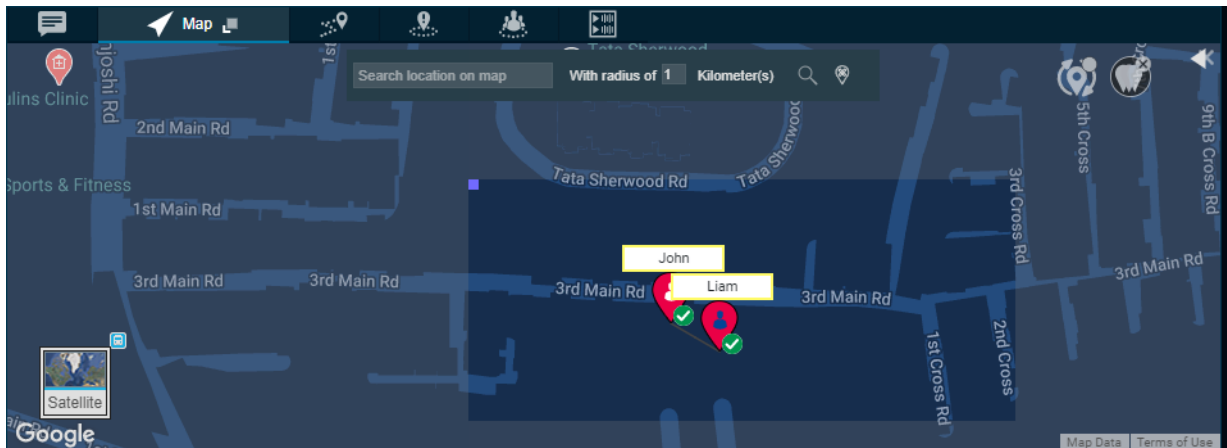 Map
Tata Sherwood
Search location on map
With radius of 1 Kilometer(s)
njoshi Rd
1st
ulins Clinic
2nd Main Rd
Sports & Fitness
1st Main Rd
Tata Sherwood Rd
Tata Sherwoo
5th Cross
9th B Cross Rd
3rd Cross Rd
John
Liam
3rd Main Rd
3rd Main Rd
3rd Main Rd
3rd Main Rd
3rd Main Rd
1st Cross Rd
2nd Cross
Satellite
Google
Map Data
Terms of Use